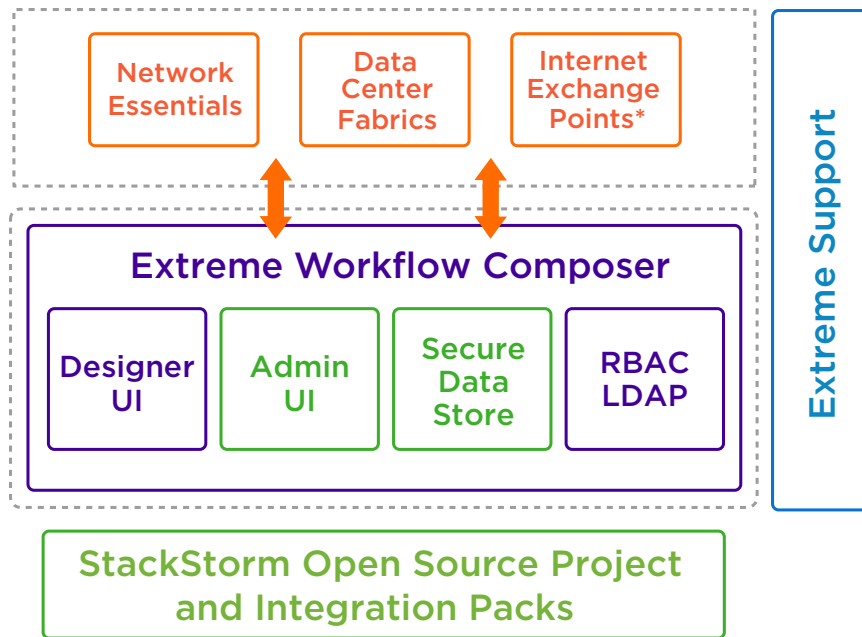 Network
Essentials
Data
Center
Fabrics
Internet
Exchange
Points*
Extreme Support
Extreme Workflow Composer
Designer
UI
Admin
UI
Secure
Data
Store
RBAC
LDAP
StackStorm Open Source Project
and Integration Packs